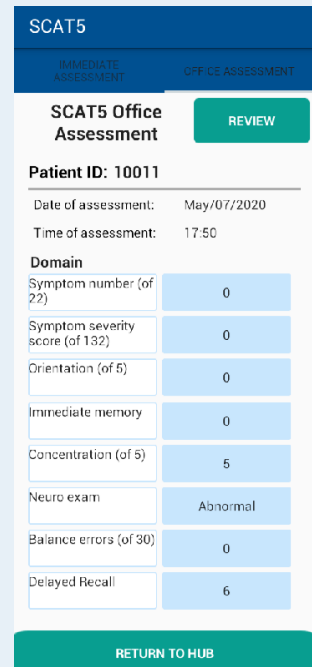 SCAT5
IMMEDIATE
ASSESSMENT
OFFICE ASSESSMENT
SCAT5 Office
Assessment
REVIEW
Patient ID: 10011
Date of assessment: May/07/2020
Time of assessment: 17:50
Domain
Symptom number (of
22)
0
Symptom severity
score (of 132)
0
Orientation (of 5)
0
Immediate memory
0
Concentration (of 5)
5
Neuro exam
Abnormal
Balance errors (of 30)
0
Delayed Recall
6
RETURN TO HUB